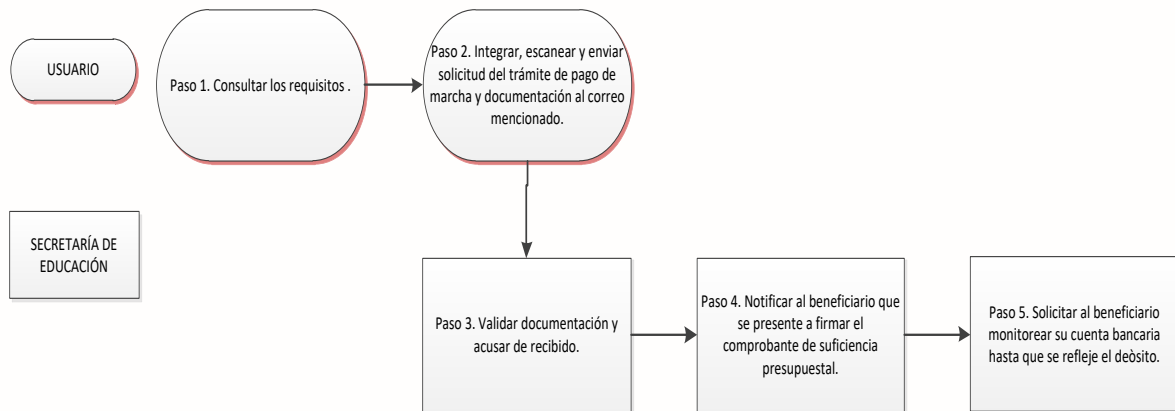 USUARIO
Paso 1. Consultar los requisitos .
Paso 2. Integrar, escanear y enviar
solicitud del trámite de pago de
marcha y documentación al correo
mencionado.
SECRETARÍA DE
EDUCACIÓN
Paso 3. Validar documentación y
acusar de recibido.
Paso 4. Notificar al beneficiario que
se presente a firmar el
comprobante de suficiencia
presupuestal.
Paso 5. Solicitar al beneficiario
monitorear su cuenta bancaria
hasta que se refleje el deòsito.